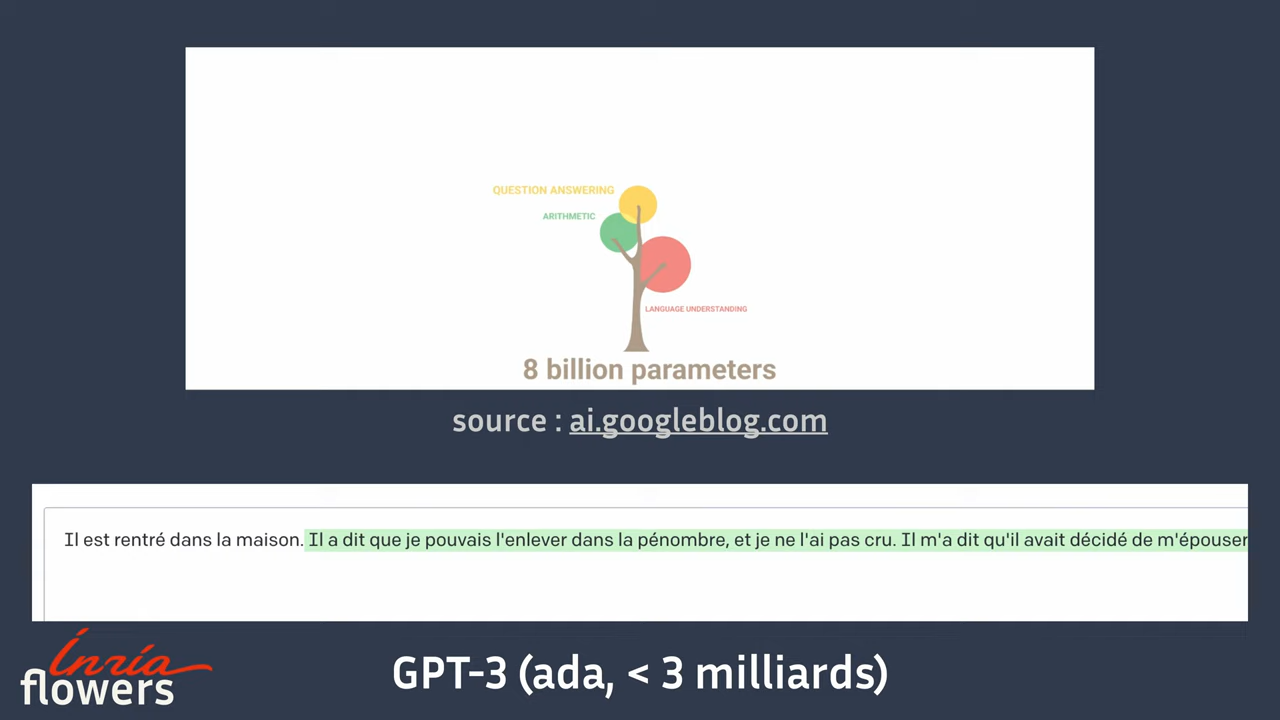 QUESTION ANSWERING
ARITHMETIC
LANGUAGE UNDERSTANDING
8 billion parameters
source : ai.googleblog.com
Il est rentré dans la maison. Il a dit que je pouvais l'enlever dans la pénombre, et je ne l'ai pas cru. Il m'a dit qu'il avait décidé de m'épouser
Inria
flowers
GPT-3 (ada, < 3 milliards)